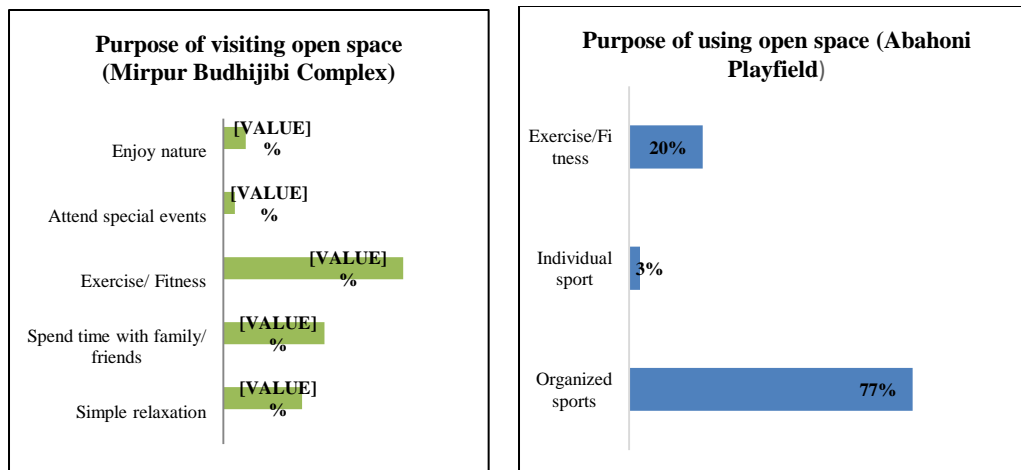 Purpose of visiting open space
(Mirpur Budhijibi Complex)
[VALUE]
%
Enjoy nature
[VALUE]
%
Attend special events
[VALUE]
%
Exercise/ Fitness
[VALUE]
%
Spend time with family/
friends
[VALUE]
%
Simple relaxation
Purpose of using open space (Abahoni
Playfield)
Exercise/Fi
tness
20%
Individual
sport
3%
Organized
sports
77%